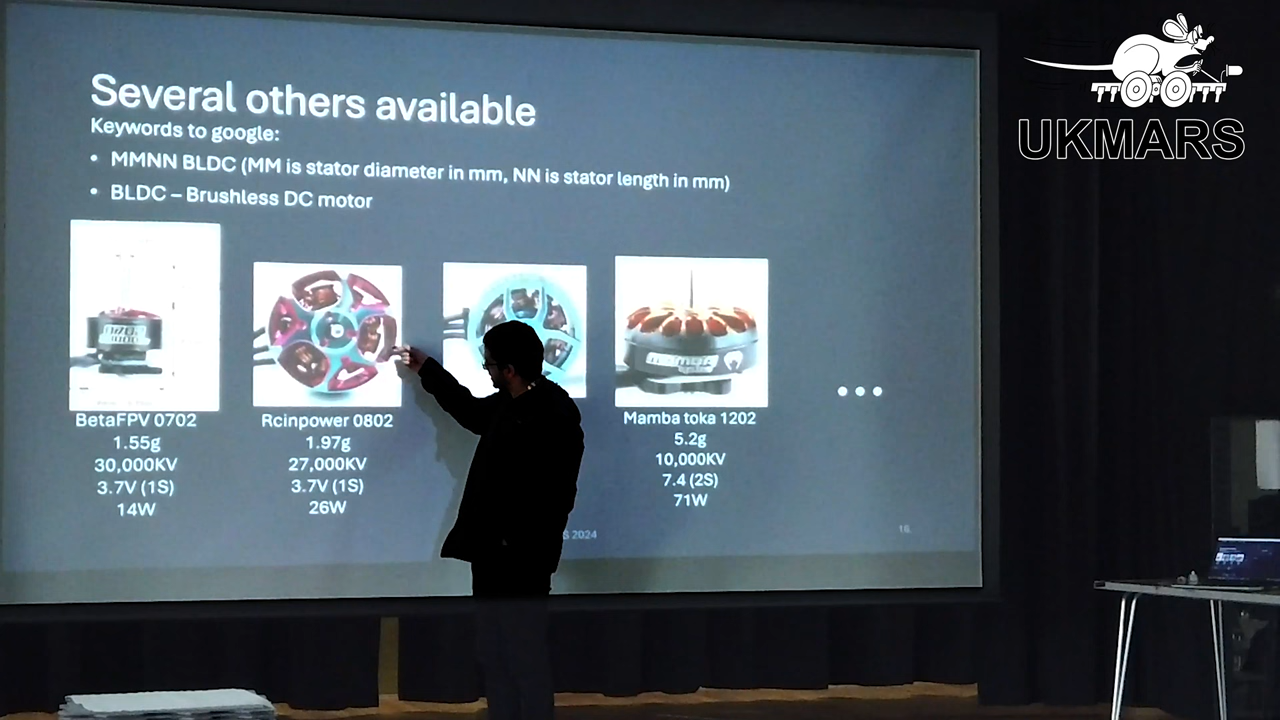 Several others available
Keywords to google:
• MMNN BLDC (MM is stator diameter in mm, NN is stator length in mm)
• BLDC – Brushless DC motor
BetaFPV 0702
1.55g
30,000KV
3.7V (1S)
14W
Rcinpower 0802
1.97g
27,000KV
3.7V (1S)
26W
Mamba toka 1202
5.2g
10,000KV
7.4 (2S)
71W
2024
16
UKMARS